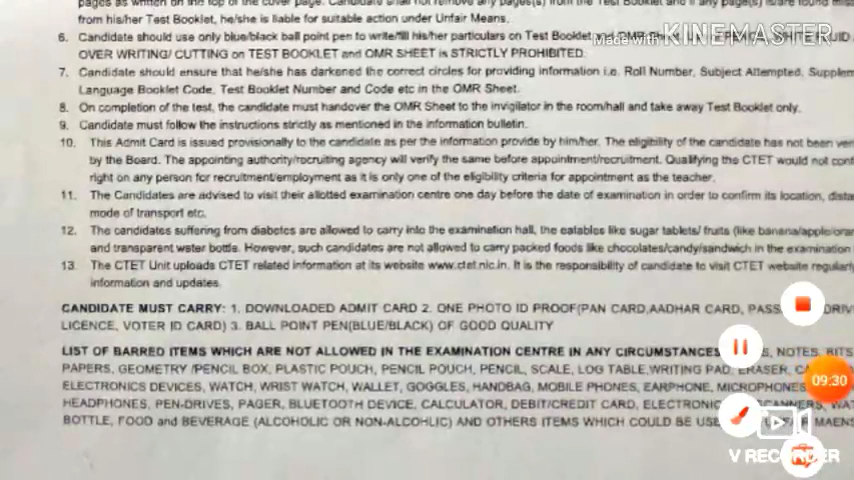 pages as written on the top of the cover page. Candidate shall not remove any pages(s) from the Test Booklet and if any page(s) is/are found miss
from his/her Test Booklet, he/she is liable for suitable action under Unfair Means.
6. Candidate should use only blue/black ball point pen to write/fill his/her particulars on Test Booklet and OMR Sheet. FLUID
OVER WRITING/ CUTTING on TEST BOOKLET and OMR SHEET is STRICTLY PROHIBITED.
Made with KINEMASTER
7. Candidate should ensure that he/she has darkened the correct circles for providing information i.e. Roll Number, Subject Attempted, Supplem
Language Booklet Code, Test Booklet Number and Code etc in the OMR Sheet.
8. On completion of the test, the candidate must handover the OMR Sheet to the invigilator in the room/hall and take away Test Booklet only.
9. Candidate must follow the instructions strictly as mentioned in the information bulletin.
10. This Admit Card is issued provisionally to the candidate as per the information provide by him/her. The eligibility of the candidate has not been ver
by the Board. The appointing authority/recruiting agency will verify the same before appointment/recruitment. Qualifying the CTET would not conf
right on any person for recruitment/employment as it is only one of the eligibility criteria for appointment as the teacher.
11. The Candidates are advised to visit their allotted examination centre one day before the date of examination in order to confirm its location, dista
mode of transport etc.
12. The candidates suffering from diabetes are allowed to carry into the examination hall, the eatables like sugar tablets/ fruits (like banana/apple/oran
and transparent water bottle. However, such candidates are not allowed to carry packed foods like chocolates/candy/sandwich in the examination
13. The CTET Unit uploads CTET related information at its website www.ctet.nic.in. It is the responsibility of candidate to visit CTET website regularly
information and updates.
CANDIDATE MUST CARRY: 1. DOWNLOADED ADMIT CARD 2. ONE PHOTO ID PROOF(PAN CARD,AADHAR CARD, PASS DRIV
LICENCE, VOTER ID CARD) 3. BALL POINT PEN(BLUE/BLACK) OF GOOD QUALITY
LIST OF BARRED ITEMS WHICH ARE NOT ALLOWED IN THE EXAMINATION CENTRE IN ANY CIRCUMSTANCES NOTES, BITS
PAPERS, GEOMETRY /PENCIL BOX, PLASTIC POUCH, PENCIL POUCH, PENCIL, SCALE, LOG TABLE,WRITING PAD, ERASER, CA
ELECTRONICS DEVICES, WATCH, WRIST WATCH, WALLET, GOGGLES, HANDBAG, MOBILE PHONES, EARPHONE, MICROPHONES
09:30
HEADPHONES, PEN-DRIVES, PAGER, BLUETOOTH DEVICE, CALCULATOR, DEBIT/CREDIT CARD, ELECTRONIC SCANNERS, WAT
BOTTLE, FOOD and BEVERAGE (ALCOHOLIC OR NON-ALCOHLIC) AND OTHERS ITEMS WHICH COULD BE USE MAENS
V RECORDER